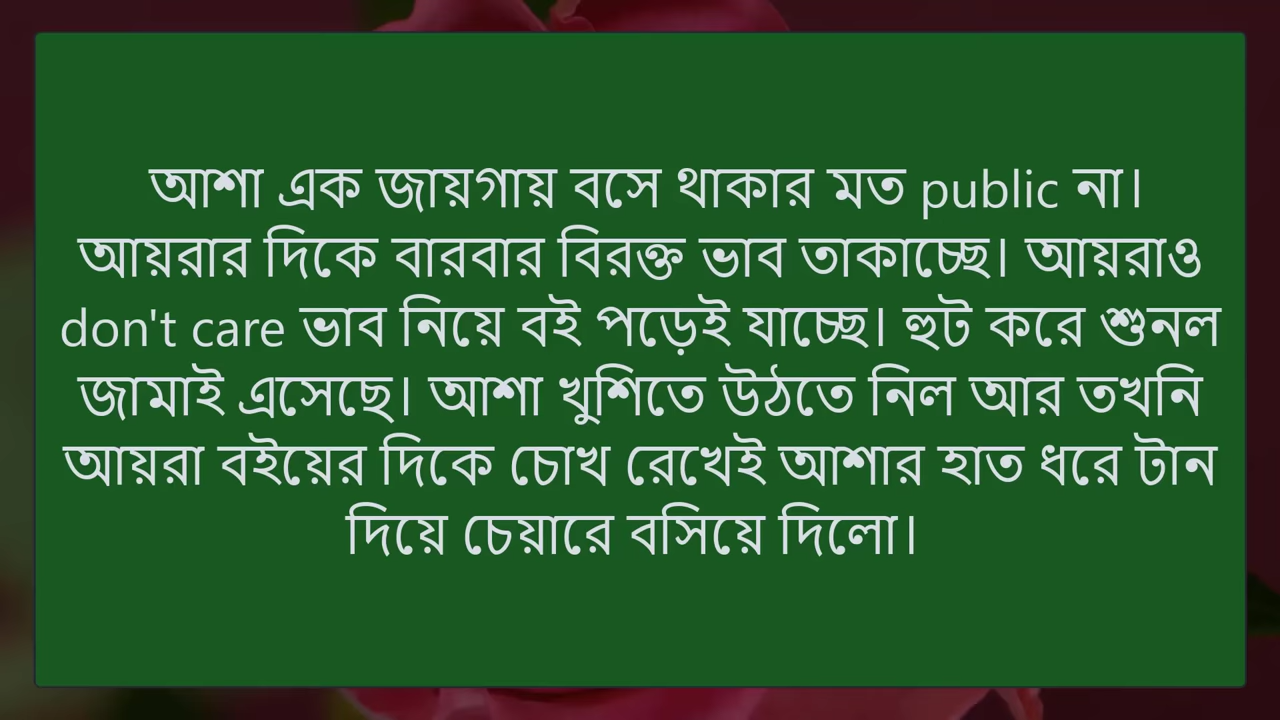 আশা এক জায়গায় বসে থাকার মত public না।
আয়রার দিকে বারবার বিরক্ত ভাব তাকাচ্ছে। আয়রাও
don't care ভাব নিয়ে বই পড়েই যাচ্ছে। হুট করে শুনল
জামাই এসেছে। আশা খুশিতে উঠতে নিল আর তখনি
আয়রা বইয়ের দিকে চোখ রেখেই আশার হাত ধরে টান
দিয়ে চেয়ারে বসিয়ে দিলো।